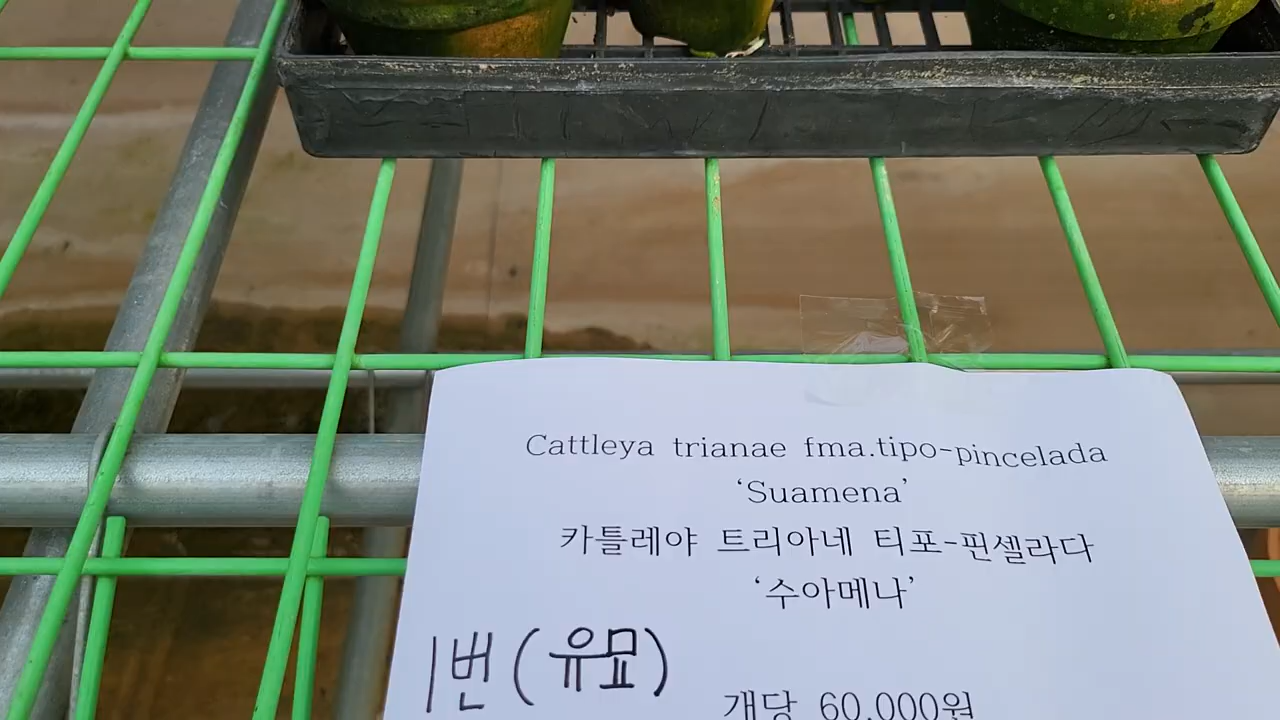 Cattleya trianae fma.tipo-pincelada
‘Suamena’
카틀레야 트리아네 티포-핀셀라다
‘수아메나’
1번(유묘)
개당 60,000원